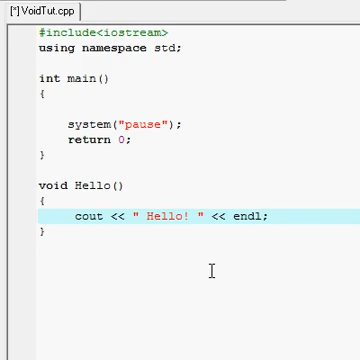 [*] VoidTut.cpp
#include<iostream>
using namespace std;
int main()
{
system("pause");
return 0;
}
void Hello()
{
cout << " Hello! " << endl;
}